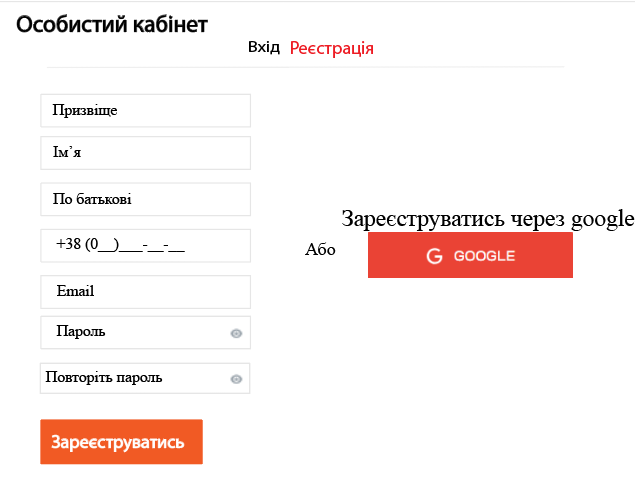 Особистий кабінет
Вхід Реєстрація
Призвіще
Ім’я
По батькові
+38 (0__)___-__-__
Email
Пароль
Повторіть пароль
Зареєструватись
Або
Зареєструватись через google
G GOOGLE